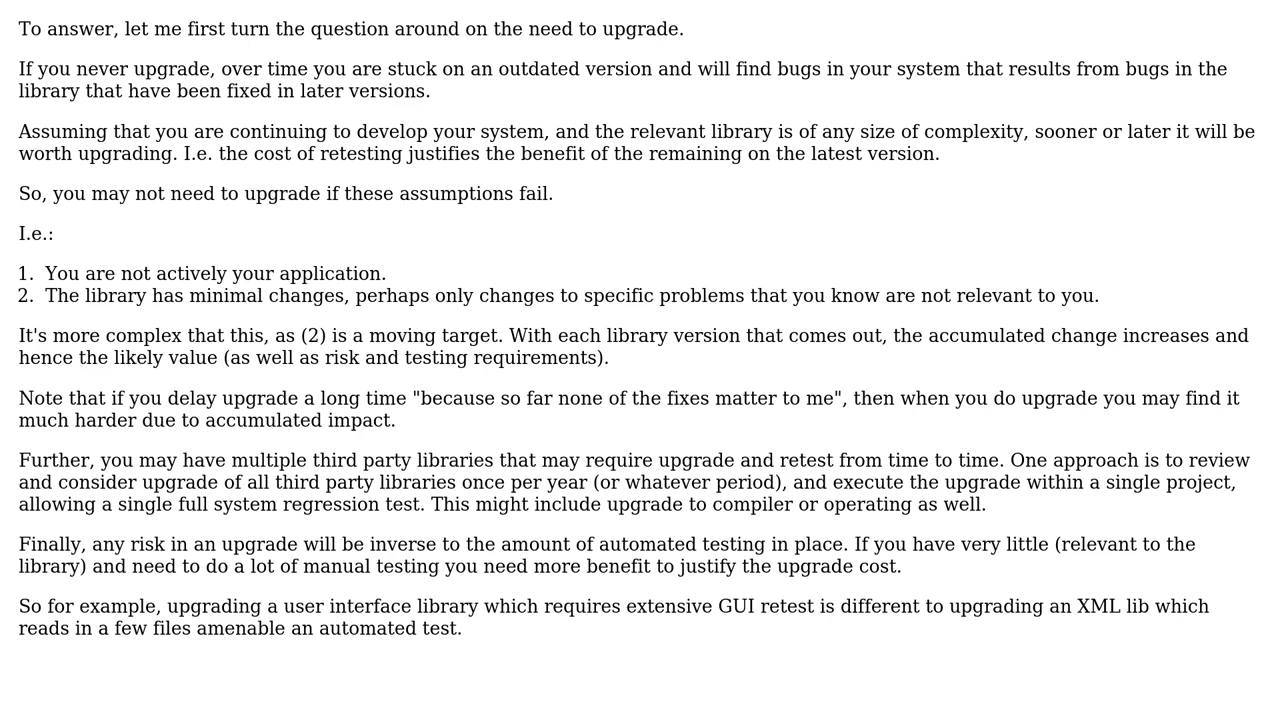 To answer, let me first turn the question around on the need to upgrade.
If you never upgrade, over time you are stuck on an outdated version and will find bugs in your system that results from bugs in the
library that have been fixed in later versions.
Assuming that you are continuing to develop your system, and the relevant library is of any size of complexity, sooner or later it will be
worth upgrading. I.e. the cost of retesting justifies the benefit of the remaining on the latest version.
So, you may not need to upgrade if these assumptions fail.
I.e.:
1. You are not actively your application.
2. The library has minimal changes, perhaps only changes to specific problems that you know are not relevant to you.
It's more complex that this, as (2) is a moving target. With each library version that comes out, the accumulated change increases and
hence the likely value (as well as risk and testing requirements).
Note that if you delay upgrade a long time "because so far none of the fixes matter to me", then when you do upgrade you may find it
much harder due to accumulated impact.
Further, you may have multiple third party libraries that may require upgrade and retest from time to time. One approach is to review
and consider upgrade of all third party libraries once per year (or whatever period), and execute the upgrade within a single project,
allowing a single full system regression test. This might include upgrade to compiler or operating as well.
Finally, any risk in an upgrade will be inverse to the amount of automated testing in place. If you have very little (relevant to the
library) and need to do a lot of manual testing you need more benefit to justify the upgrade cost.
So for example, upgrading a user interface library which requires extensive GUI retest is different to upgrading an XML lib which
reads in a few files amenable an automated test.